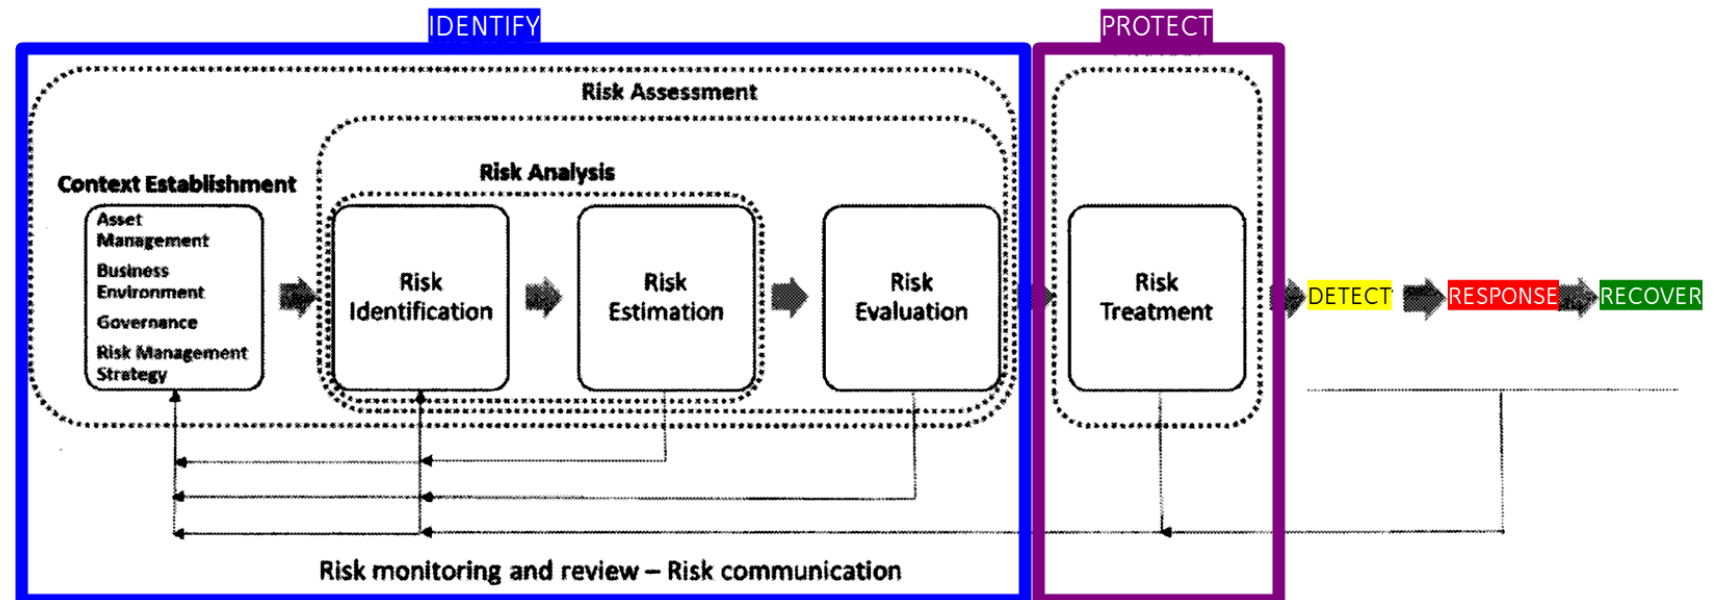 IDENTIFY
PROTECT
Risk Assessment
Risk Analysis
Context Establishment
Asset
Management
Business
Environment
Governance
Risk Management
Strategy
Risk
Identification
Risk
Estimation
Risk
Evaluation
Risk
Treatment
DETECT
RESPONSE
RECOVER
Risk monitoring and review – Risk communication